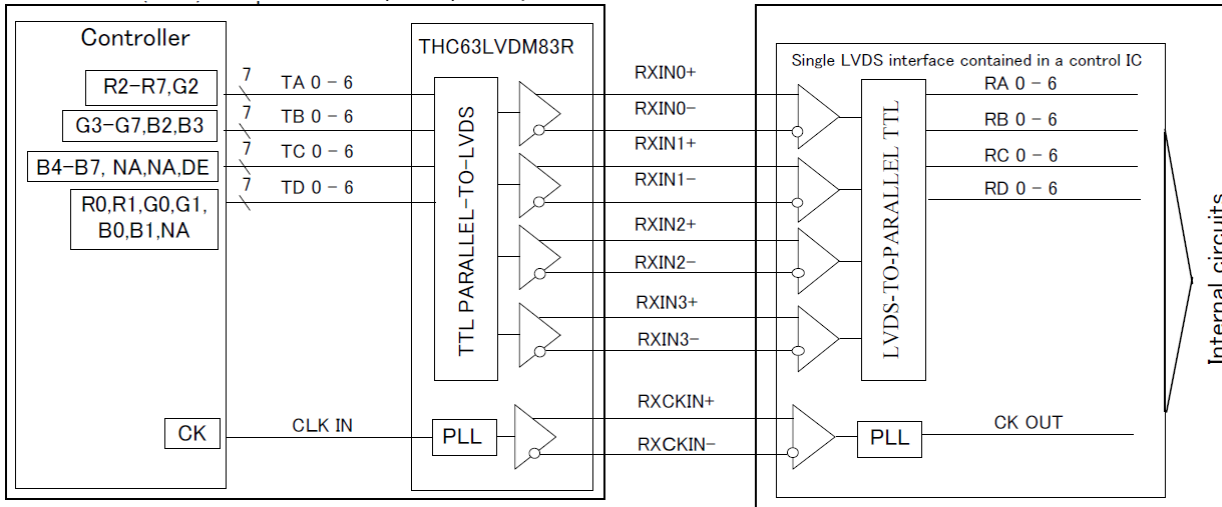 Controller
R2-R7,G2
G3-G7,B2,B3
B4-B7, NA,NA,DE
R0,R1,G0,G1,
B0,B1,NA
CK
7
TA 0 - 6
7
TB 0 - 6
7
TC 0 - 6
7
TD 0 - 6
CLK IN
THC63LVDM83R
TTL PARALLEL-TO-LVDS
PLL
RXIN0+
RXIN0-
RXIN1+
RXIN1-
RXIN2+
RXIN2-
RXIN3+
RXIN3-
RXCKIN+
RXCKIN-
Single LVDS interface contained in a control IC
LVDS-TO-PARALLEL TTL
PLL
RA 0 - 6
RB 0 - 6
RC 0 - 6
RD 0 - 6
CK OUT
Internal circuits